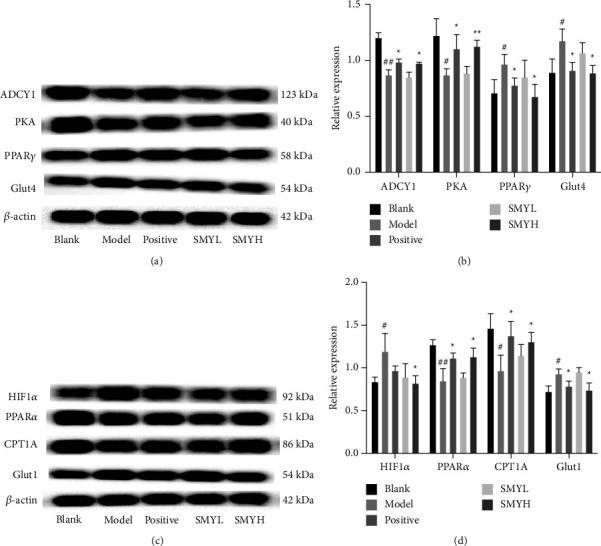 ADCY1 123 kDa
PKA 40 kDa
PPARγ 58 kDa
Glut4 54 kDa
β-actin 42 kDa
Blank Model Positive SMYL SMYH
(a)
Relative expression
1.5
1.0
0.5
0.0
## * * # * ** # * * # * *
ADCY1 PKA PPARγ Glut4
Blank SMYL
Model SMYH
Positive
(b)
HIF1α 92 kDa
PPARα 51 kDa
CPT1A 86 kDa
Glut1 54 kDa
β-actin 42 kDa
Blank Model Positive SMYL SMYH
(c)
Relative expression
2.0
1.5
1.0
0.5
0.0
# * ## * * # * * # * *
HIF1α PPARα CPT1A Glut1
Blank SMYL
Model SMYH
Positive
(d)